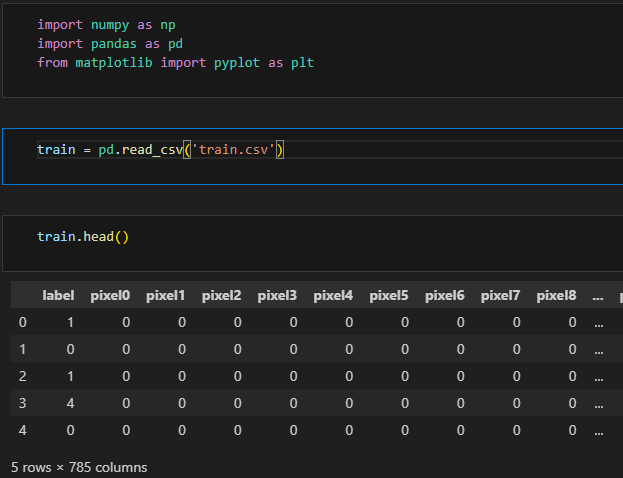 import numpy as np
import pandas as pd
from matplotlib import pyplot as plt
train = pd.read_csv('train.csv')
train.head()
label pixel0 pixel1 pixel2 pixel3 pixel4 pixel5 pixel6 pixel7 pixel8 ... p
0 1 0 0 0 0 0 0 0 0 0 ...
1 0 0 0 0 0 0 0 0 0 0 ...
2 1 0 0 0 0 0 0 0 0 0 ...
3 4 0 0 0 0 0 0 0 0 0 ...
4 0 0 0 0 0 0 0 0 0 0 ...
5 rows × 785 columns